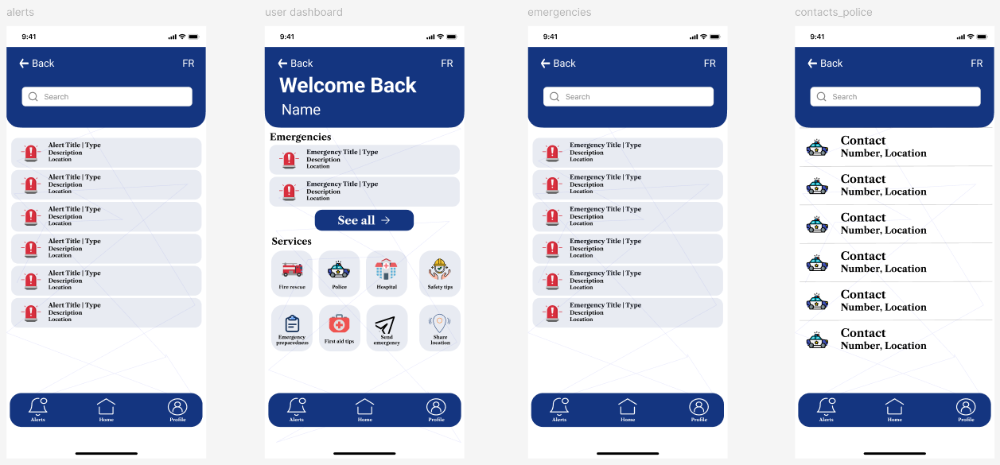 alerts
9:41
Back FR
Search
Alert Title | Type
Description
Location
Alert Title | Type
Description
Location
Alert Title | Type
Description
Location
Alert Title | Type
Description
Location
Alert Title | Type
Description
Location
Alert Title | Type
Description
Location
Alerts Home Profile
user dashboard
9:41
Back FR
Welcome Back
Name
Emergencies
Emergency Title | Type
Description
Location
Emergency Title | Type
Description
Location
See all
Services
Fire rescue Police Hospital Safety tips
Emergency preparedness First aid tips Send emergency Share location
Alerts Home Profile
emergencies
9:41
Back FR
Search
Emergency Title | Type
Description
Location
Emergency Title | Type
Description
Location
Emergency Title | Type
Description
Location
Emergency Title | Type
Description
Location
Emergency Title | Type
Description
Location
Emergency Title | Type
Description
Location
Alerts Home Profile
contacts_police
9:41
Back FR
Search
Contact
Number, Location
Contact
Number, Location
Contact
Number, Location
Contact
Number, Location
Contact
Number, Location
Contact
Number, Location
Alerts Home Profile